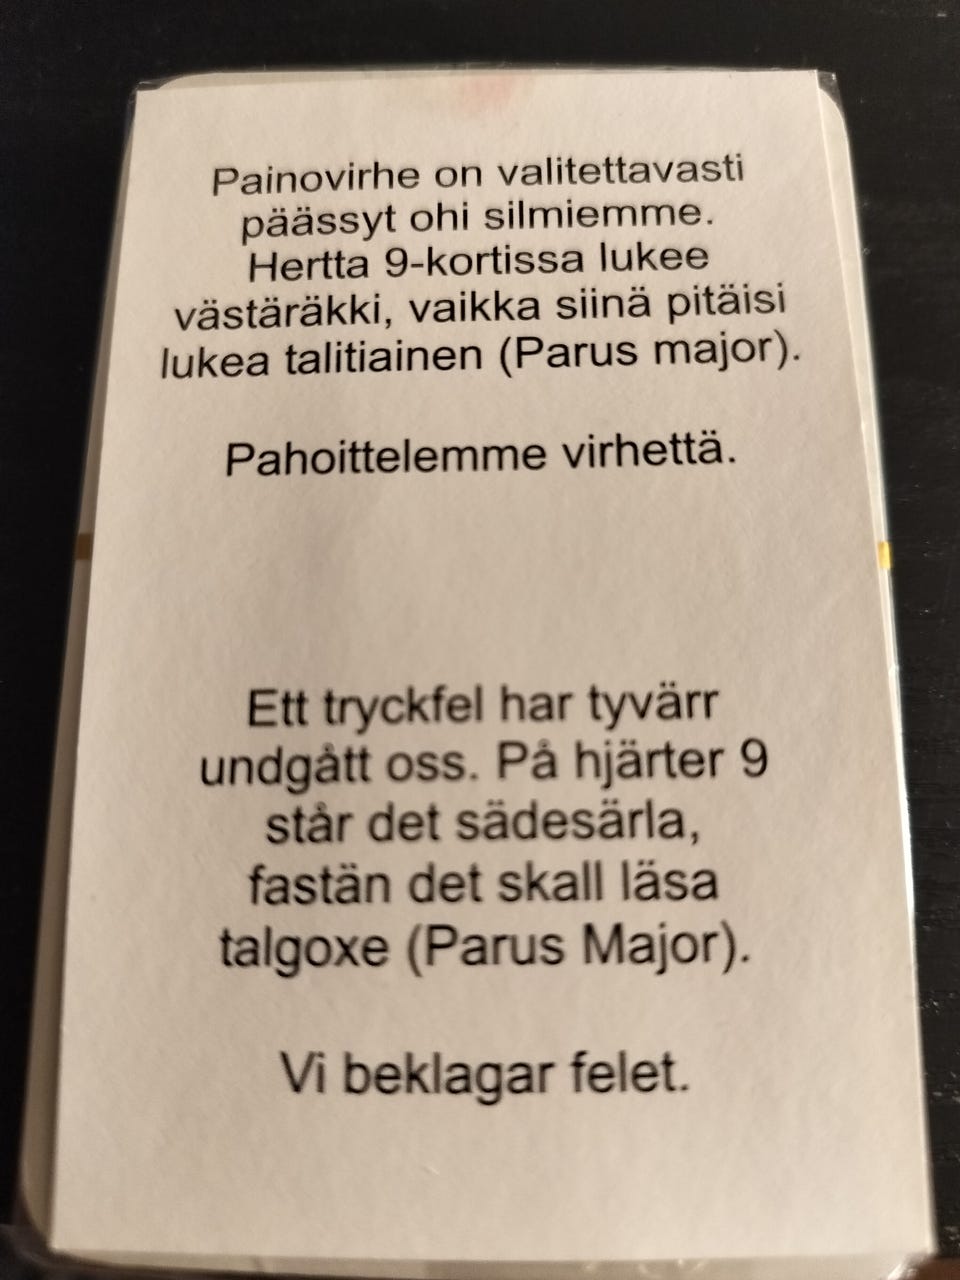 Painovirhe on valitettavasti
päässyt ohi silmiemme.
Hertta 9-kortissa lukee
västäräkki, vaikka siinä pitäisi
lukea talitiainen (Parus major).
Pahoittelemme virhettä.
Ett tryckfel har tyvärr
undgått oss. På hjärter 9
står det sädesärla,
fastän det skall läsa
talgoxe (Parus Major).
Vi beklagar felet.